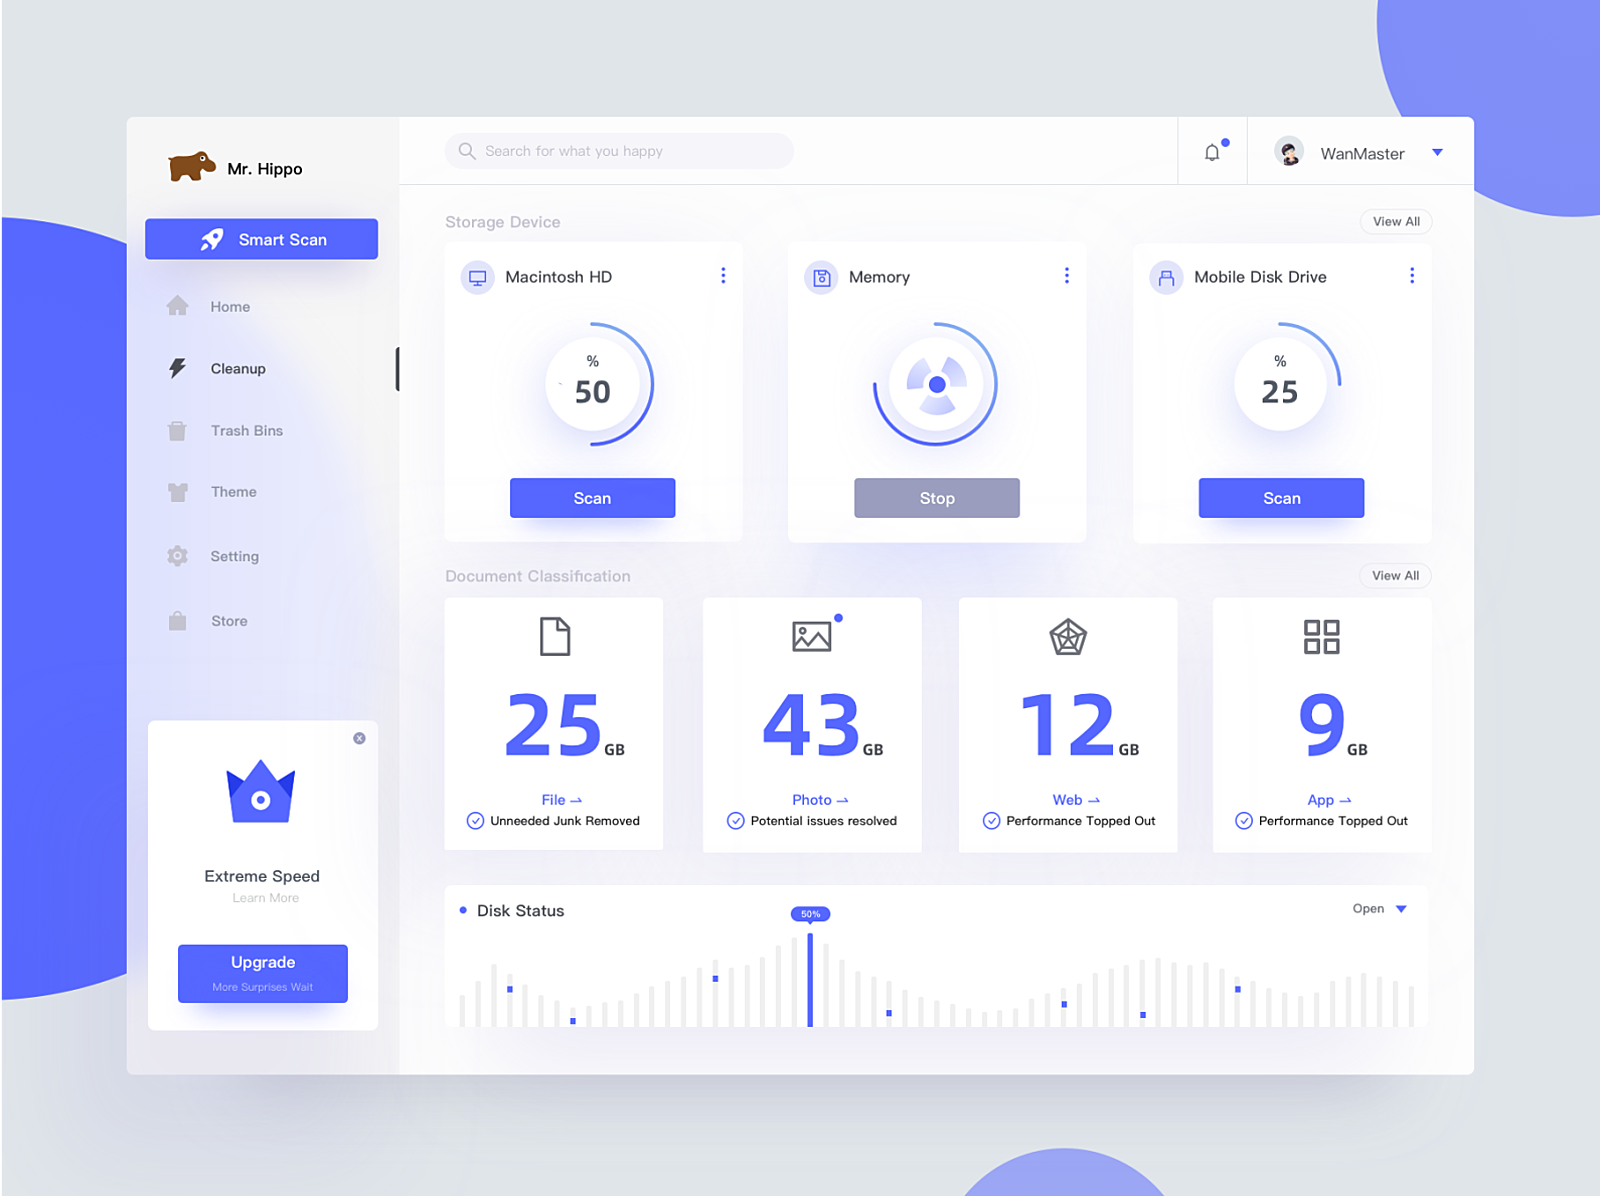 Mr. Hippo
Smart Scan
Home
Cleanup
Trash Bins
Theme
Setting
Store
x
Extreme Speed
Learn More
Upgrade
More Surprises Wait
Search for what you happy
WanMaster
Storage Device
View All
Macintosh HD
%
50
Scan
Memory
Stop
Mobile Disk Drive
%
25
Scan
Document Classification
View All
25 GB
File
Unneeded Junk Removed
43 GB
Photo
Potential issues resolved
12 GB
Web
Performance Topped Out
9 GB
App
Performance Topped Out
Disk Status
50%
Open